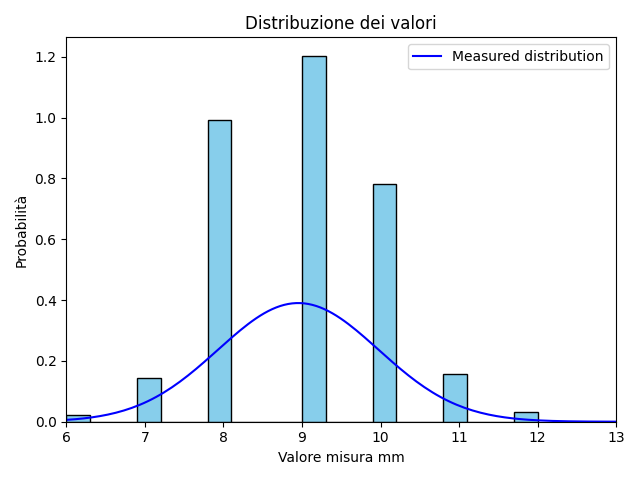 Distribuzione dei valori
Measured distribution
Probabilità
1.2
1.0
0.8
0.6
0.4
0.2
0.0
6 7 8 9 10 11 12 13
Valore misura mm